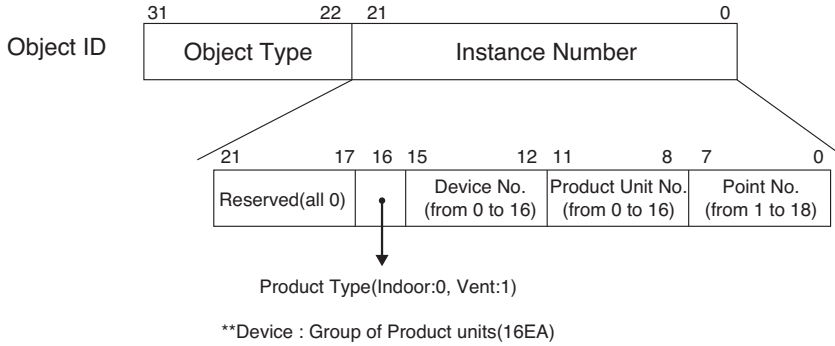 31 22 21 0
Object ID Object Type Instance Number
21 17 16 15 12 11 8 7 0
Reserved(all 0) Device No. Product Unit No. Point No.
(from 0 to 16) (from 0 to 16) (from 1 to 18)
Product Type(Indoor:0, Vent:1)
**Device : Group of Product units(16EA)